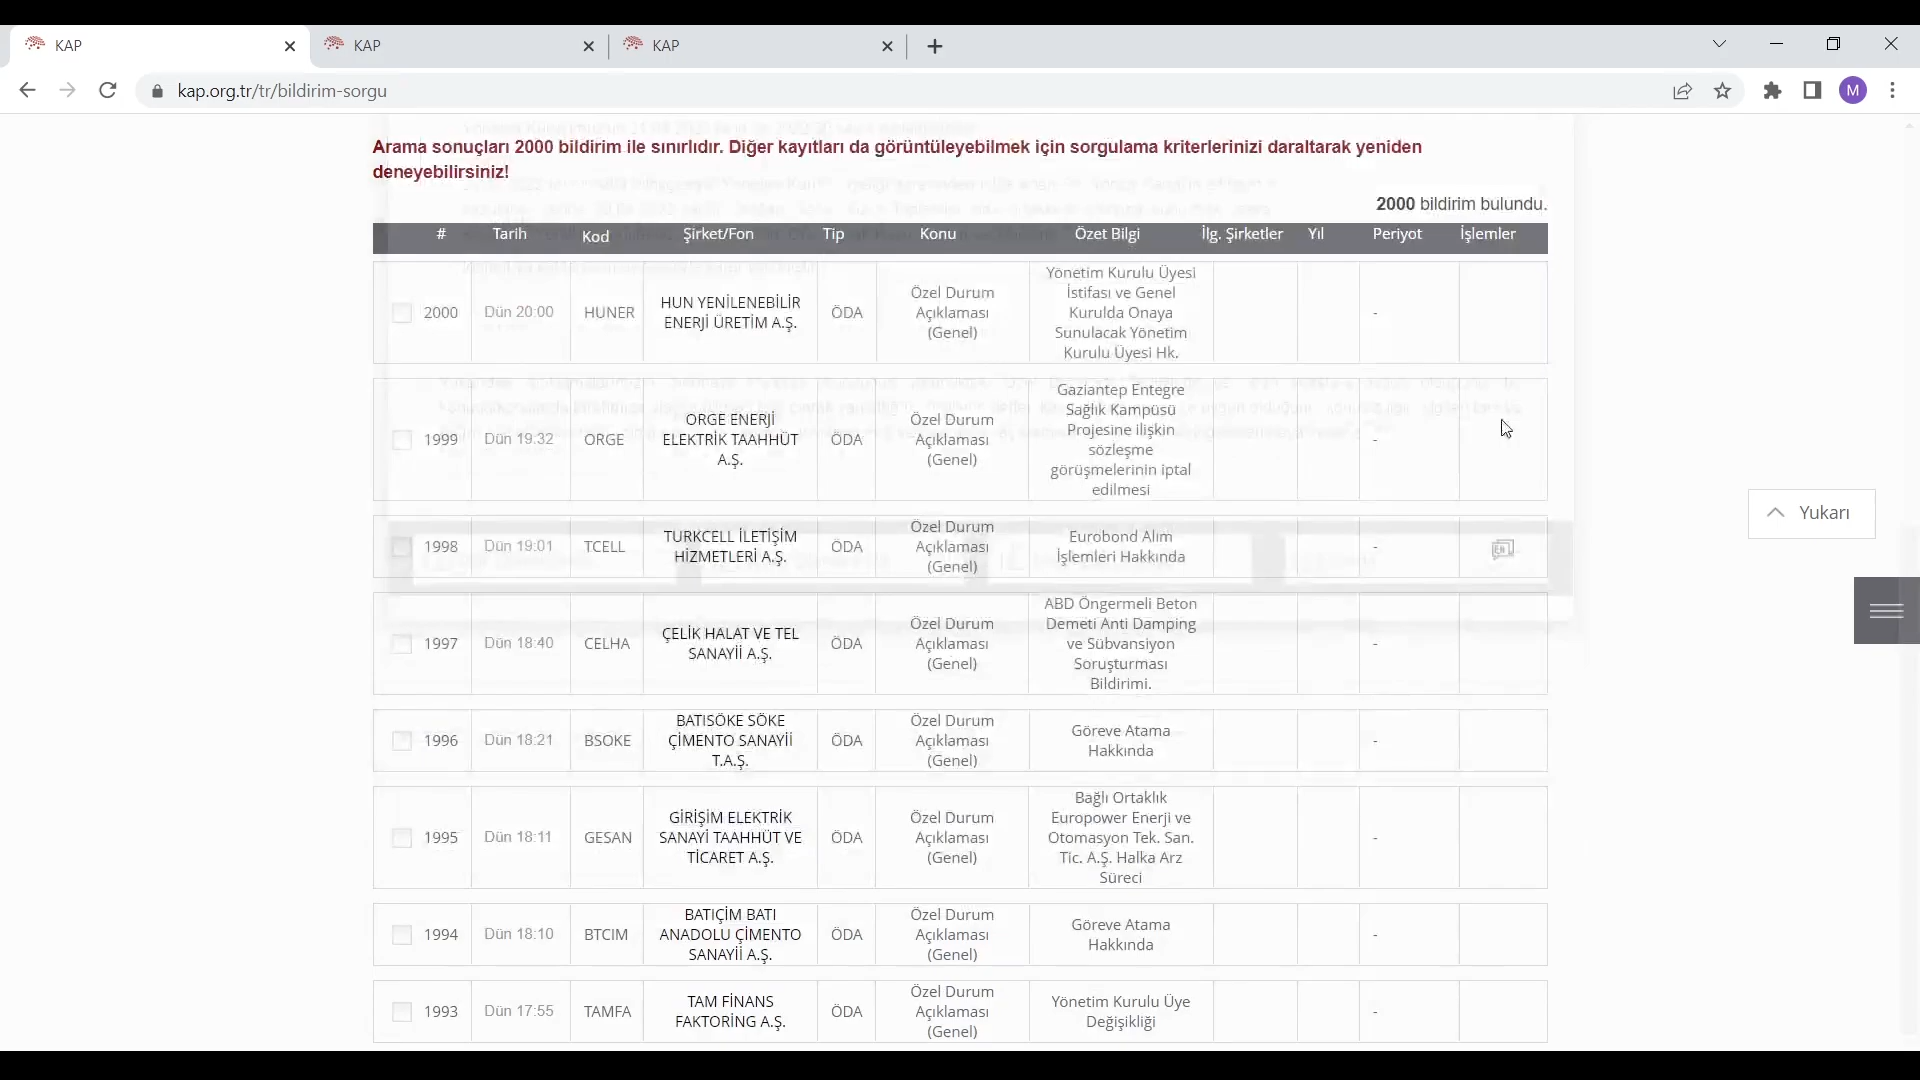 KAP
KAP
KAP
kap.org.tr/tr/bildirim-sorgu
M
Arama sonuçları 2000 bildirim ile sınırlıdır. Diğer kayıtları da görüntüleyebilmek için sorgulama kriterlerinizi daraltarak yeniden
deneyebilirsiniz!
2000 bildirim bulundu.
# Tarih Kod Şirket/Fon Tip Konu Özet Bilgi İlg. Şirketler Yıl Periyot İşlemler
2000 Dün 20:00 HUNER
HUN YENİLENEBİLİR
ENERJİ ÜRETİM A.Ş.
ÖDA
Özel Durum
Açıklaması
(Genel)
Yönetim Kurulu Üyesi
İstifası ve Genel
Kurulda Onaya
Sunulacak Yönetim
Kurulu Üyesi Hk.
-
1999 Dün 19:32 ORGE
ORGE ENERJİ
ELEKTRİK TAAHHÜT
A.Ş.
ÖDA
Özel Durum
Açıklaması
(Genel)
Gaziantep Entegre
Sağlık Kampüsü
Projesine ilişkin
sözleşme
görüşmelerinin iptal
edilmesi
-
1998 Dün 19:01 TCELL
TURKCELL İLETİŞİM
HİZMETLERİ A.Ş.
ÖDA
Özel Durum
Açıklaması
(Genel)
Eurobond Alım
İşlemleri Hakkında
-
EN
1997 Dün 18:40 CELHA
ÇELİK HALAT VE TEL
SANAYİİ A.Ş.
ÖDA
Özel Durum
Açıklaması
(Genel)
ABD Öngermeli Beton
Demeti Anti Damping
ve Sübvansiyon
Soruşturması
Bildirimi.
-
1996 Dün 18:21 BSOKE
BATISÖKE SÖKE
ÇİMENTO SANAYİİ
T.A.Ş.
ÖDA
Özel Durum
Açıklaması
(Genel)
Göreve Atama
Hakkında
-
1995 Dün 18:11 GESAN
GİRİŞİM ELEKTRİK
SANAYİ TAAHHÜT VE
TİCARET A.Ş.
ÖDA
Özel Durum
Açıklaması
(Genel)
Bağlı Ortaklık
Europower Enerji ve
Otomasyon Tek. San.
Tic. A.Ş. Halka Arz
Süreci
-
1994 Dün 18:10 BTCIM
BATIÇİM BATI
ANADOLU ÇİMENTO
SANAYİİ A.Ş.
ÖDA
Özel Durum
Açıklaması
(Genel)
Göreve Atama
Hakkında
-
1993 Dün 17:55 TAMFA
TAM FİNANS
FAKTORİNG A.Ş.
ÖDA
Özel Durum
Açıklaması
(Genel)
Yönetim Kurulu Üye
Değişikliği
-
Yukarı